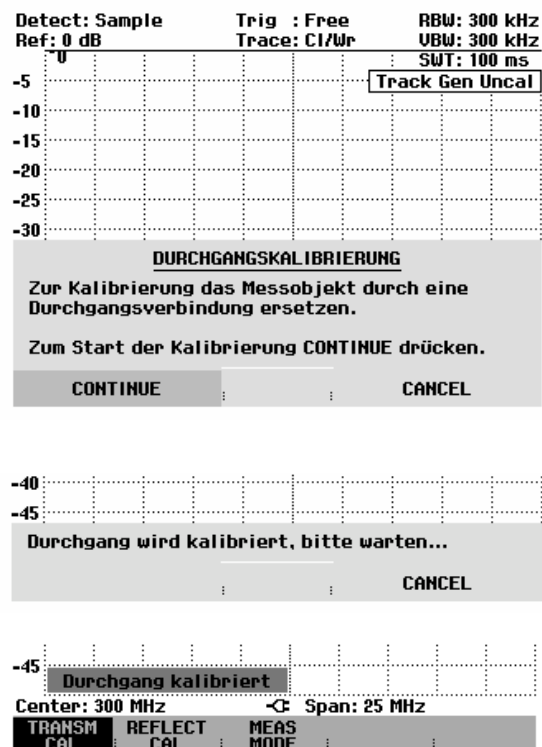 Detect: Sample Trig : Free RBW: 300 kHz
Ref: 0 dB Trace: Cl/Wr VBW: 300 kHz
SWT: 100 ms
-0
Track Gen Uncal
-5
-10
-15
-20
-25
-30
DURCHGANGSKALIBRIERUNG
Zur Kalibrierung das Messobjekt durch eine
Durchgangsverbindung ersetzen.
Zum Start der Kalibrierung CONTINUE drücken.
CONTINUE CANCEL
-40
-45
Durchgang wird kalibriert, bitte warten...
CANCEL
-45
Durchgang kalibriert
Center: 300 MHz Span: 25 MHz
TRANSM REFLECT MEAS
CAL CAL MODE